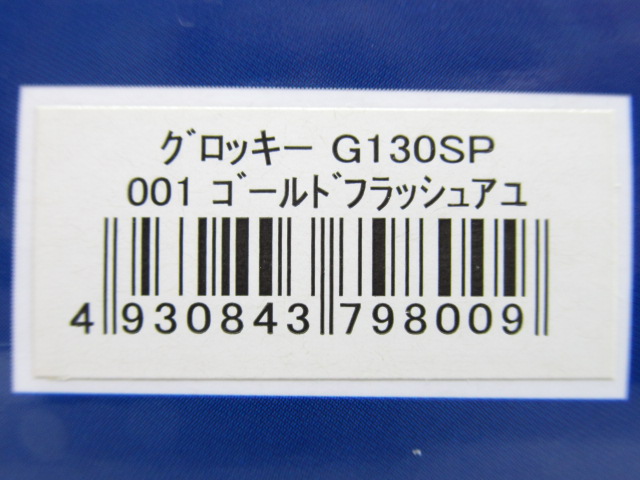 ｸﾞﾛｯｷｰ G130SP
001 ｺﾞｰﾙﾄﾞﾌﾗｯｼｭｱﾕ
4 930843 798009